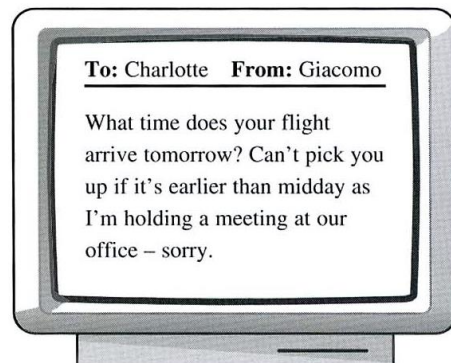 To: Charlotte From: Giacomo
What time does your flight
arrive tomorrow? Can't pick you
up if it's earlier than midday as
I'm holding a meeting at our
office – sorry.